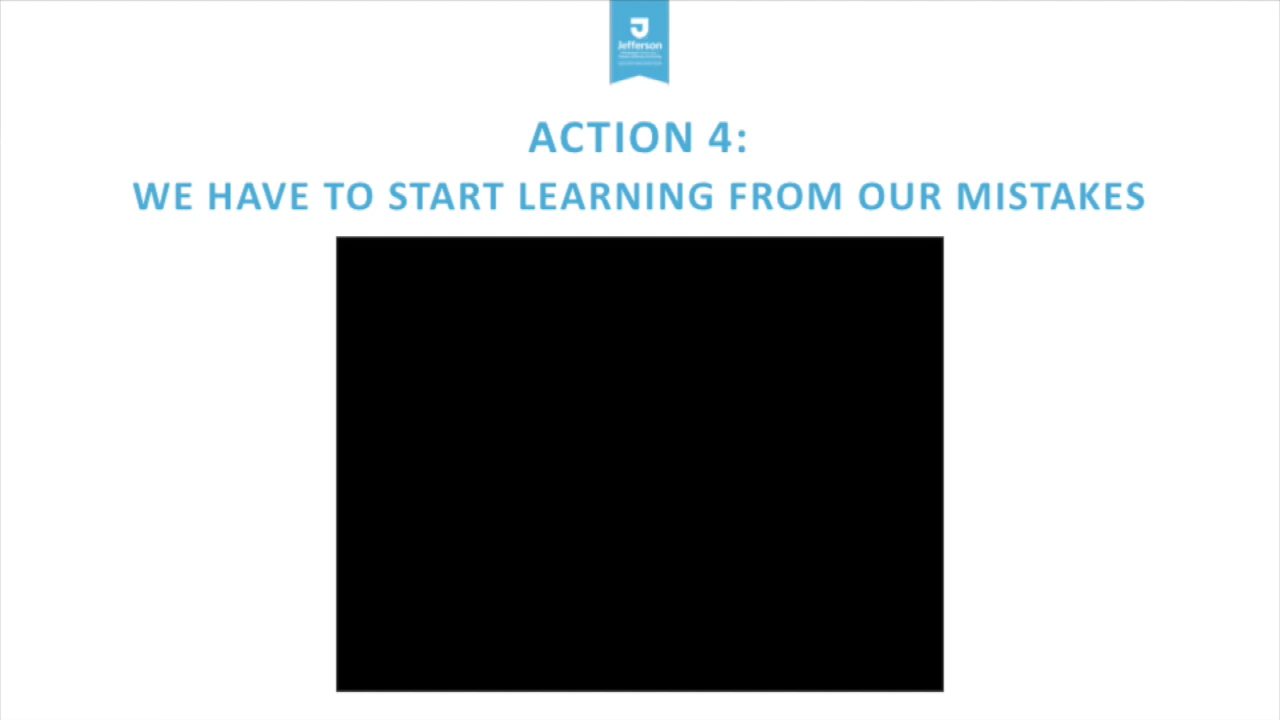 Jefferson
ACTION 4:
WE HAVE TO START LEARNING FROM OUR MISTAKES